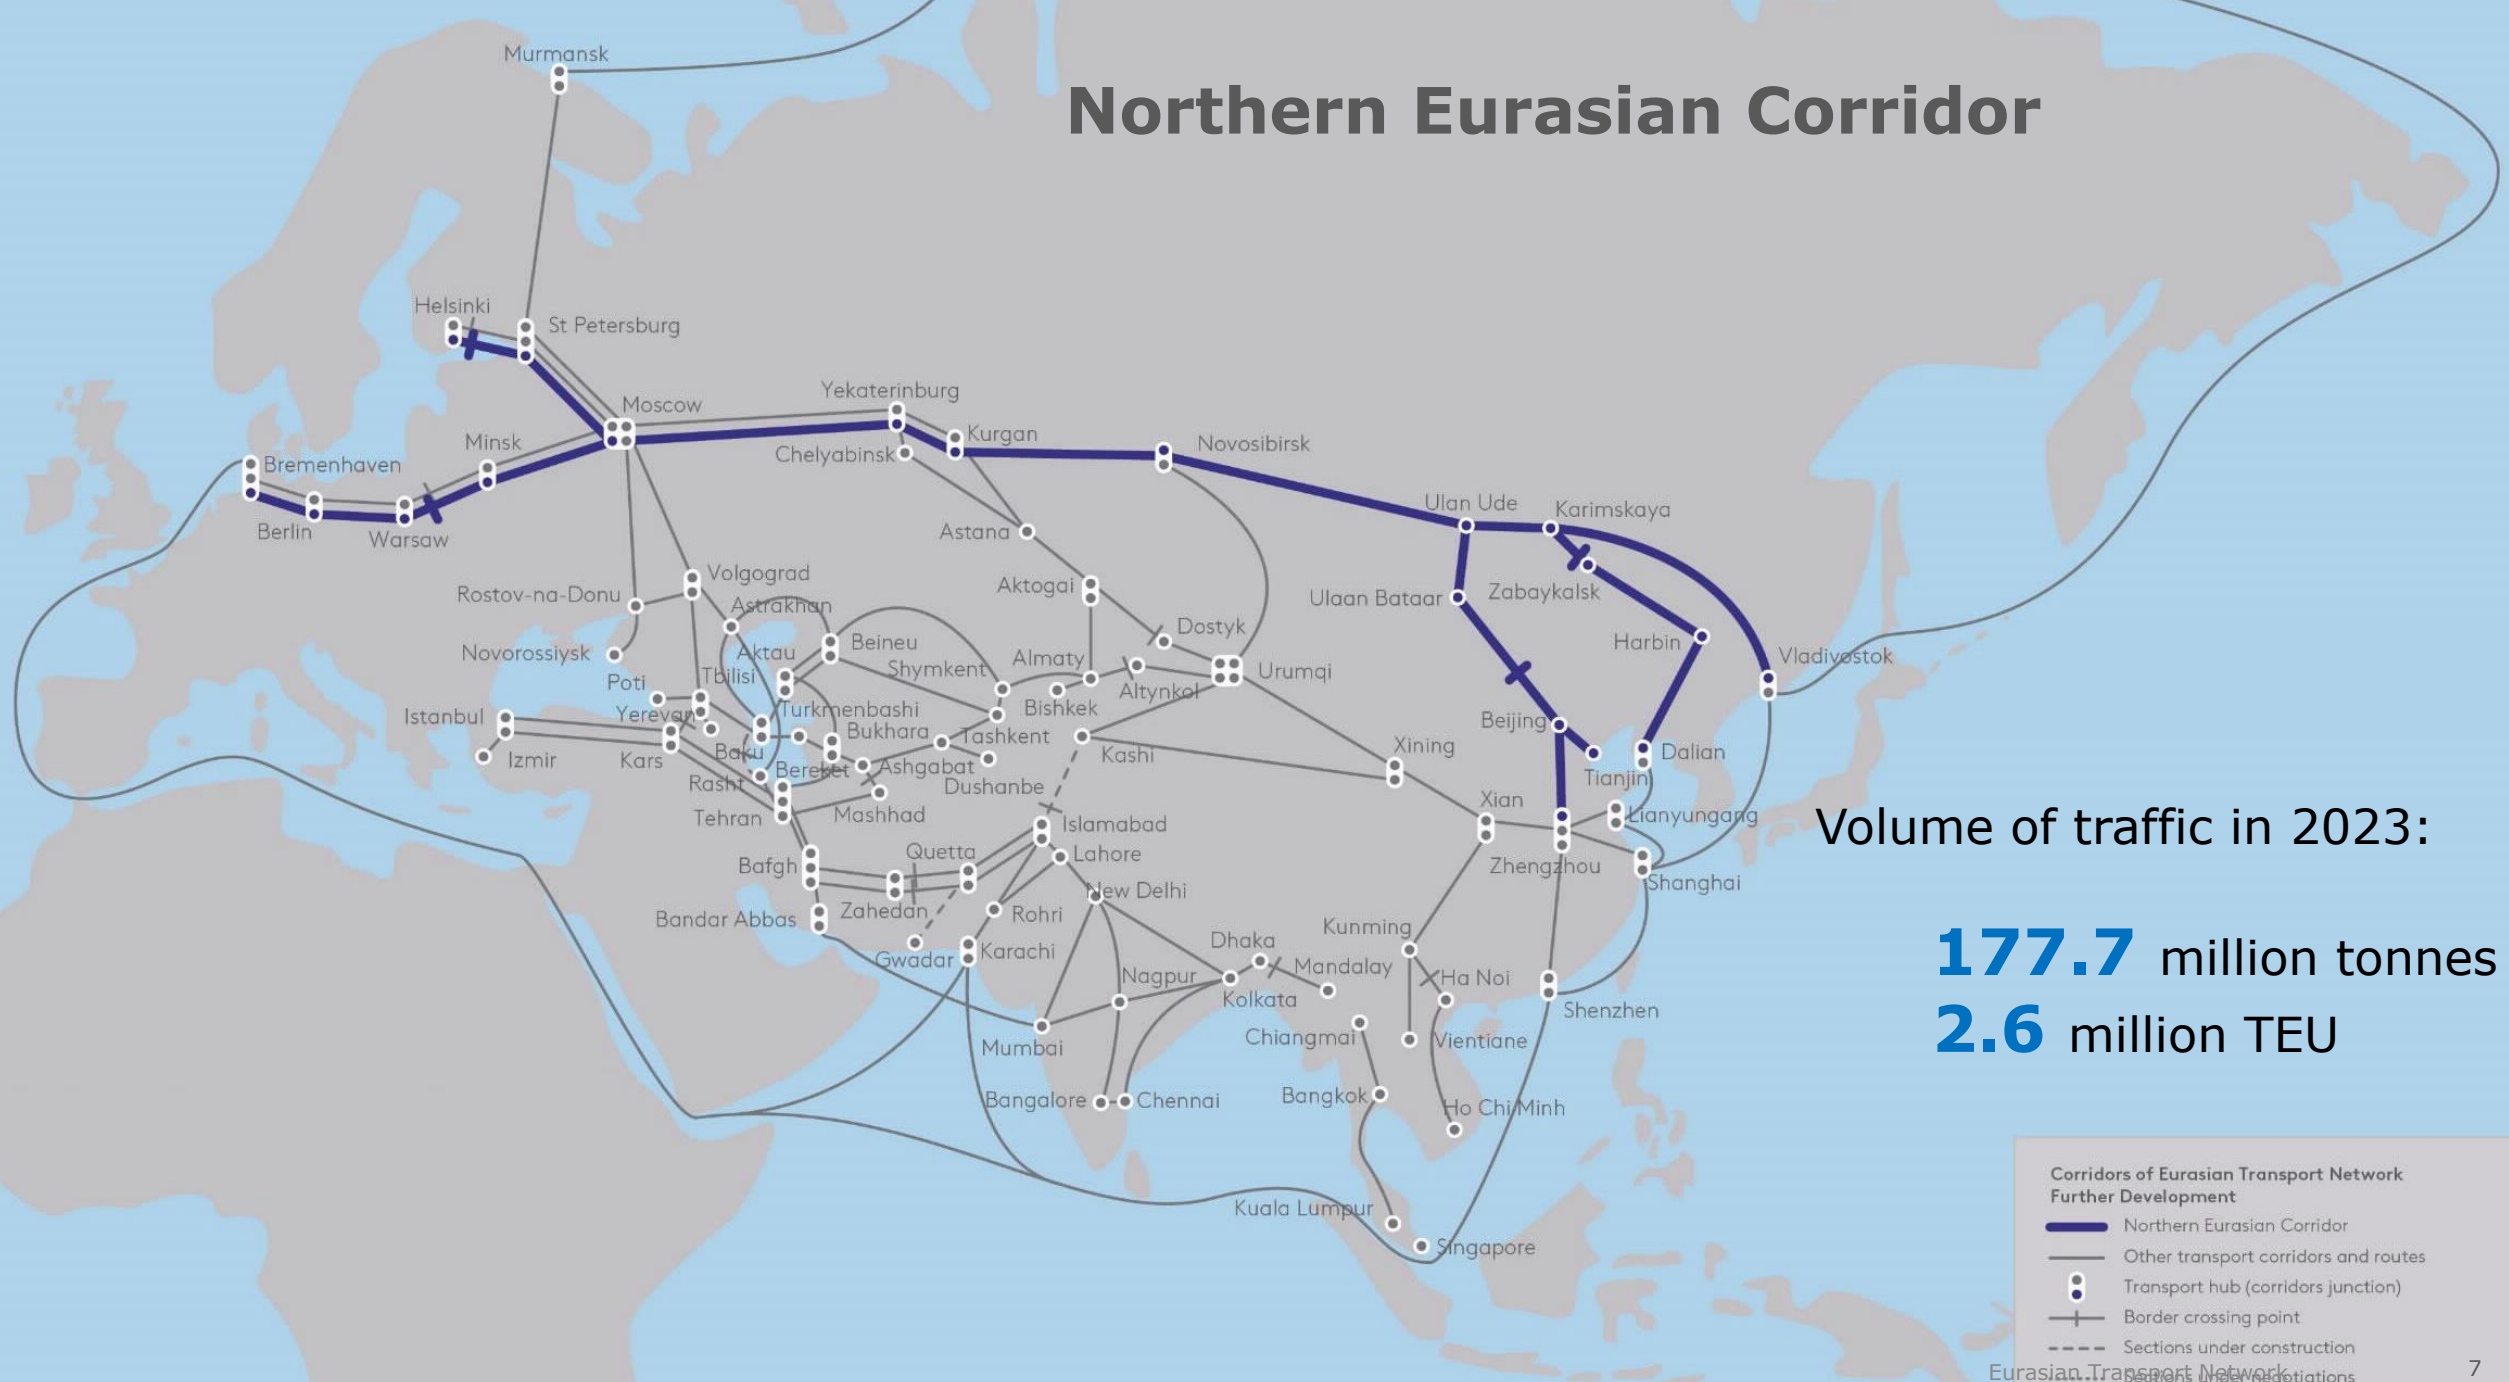 Northern Eurasian Corridor
Murmansk
Helsinki
St Petersburg
Moscow
Yekaterinburg
Kurgan
Chelyabinsk
Novosibirsk
Minsk
Bremenhaven
Berlin
Warsaw
Ulan Ude
Karimskaya
Astana
Volgograd
Rostov-na-Donu
Astrakhan
Aktogai
Ulaan Bataar
Zabaykalsk
Dostyk
Harbin
Novorossiysk
Aktau
Beineu
Shymkent
Almaty
Urumqi
Vladivostok
Poti
Tbilisi
Altynkol
Istanbul
Yerevan
Turkmenbashi
Bishkek
Beijing
Bukhara
Tashkent
Izmir
Kars
Baku
Kashi
Xining
Dalian
Rasht
Bereket
Ashgabat
Dushanbe
Tianjin
Tehran
Mashhad
Xian
Lianyungang
Islamabad
Bafgh
Quetta
Lahore
Zhengzhou
Shanghai
New Delhi
Bandar Abbas
Zahedan
Rohri
Kunming
Gwadar
Karachi
Dhaka
Mandalay
Ha Noi
Nagpur
Kolkata
Shenzhen
Mumbai
Chiangmai
Vientiane
Bangalore
Chennai
Bangkok
Ho Chi Minh
Kuala Lumpur
Singapore
Volume of traffic in 2023:
177.7 million tonnes
2.6 million TEU
Corridors of Eurasian Transport Network
Further Development
Northern Eurasian Corridor
Other transport corridors and routes
Transport hub (corridors junction)
Border crossing point
Sections under construction
Sections under negotiations
Eurasian Transport Network
7